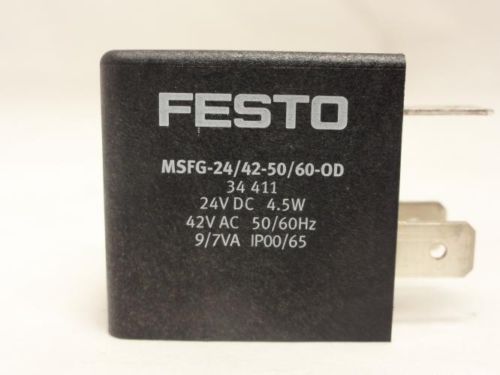 FESTO
MSFG-24/42-50/60-OD
34 411
24V DC 4.5W
42V AC 50/60Hz
9/7VA IP00/65